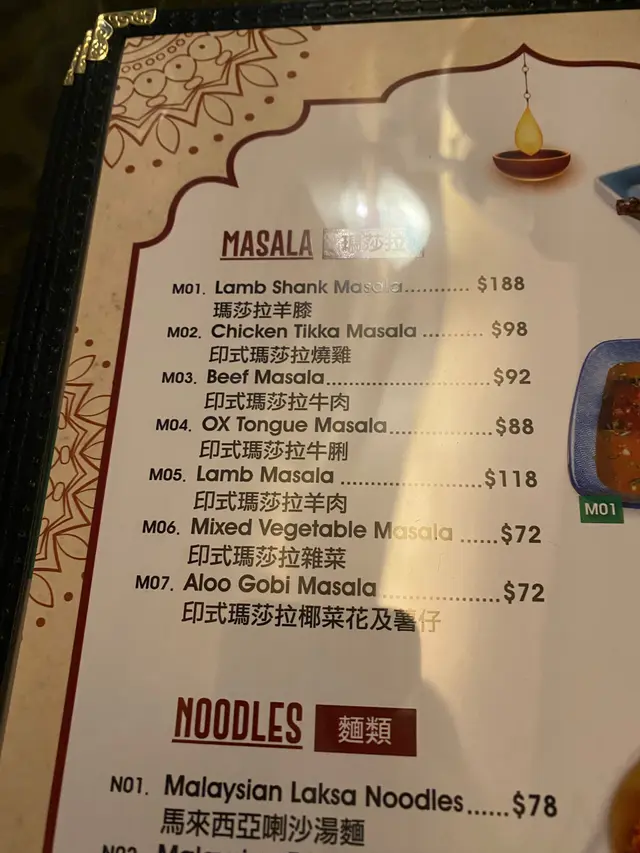 MASALA 瑪莎拉
M01. Lamb Shank Masala........... $188
瑪莎拉羊膝
M02. Chicken Tikka Masala .......... $98
印式瑪莎拉燒雞
M03. Beef Masala...........................$92
印式瑪莎拉牛肉
M04. OX Tongue Masala.................$88
印式瑪莎拉牛脷
M05. Lamb Masala .......................$118
印式瑪莎拉羊肉
M06. Mixed Vegetable Masala ......$72
印式瑪莎拉雜菜
M07. Aloo Gobi Masala...................$72
印式瑪莎拉椰菜花及薯仔
M01
NOODLES 麵類
N01. Malaysian Laksa Noodles......$78
馬來西亞喇沙湯麵